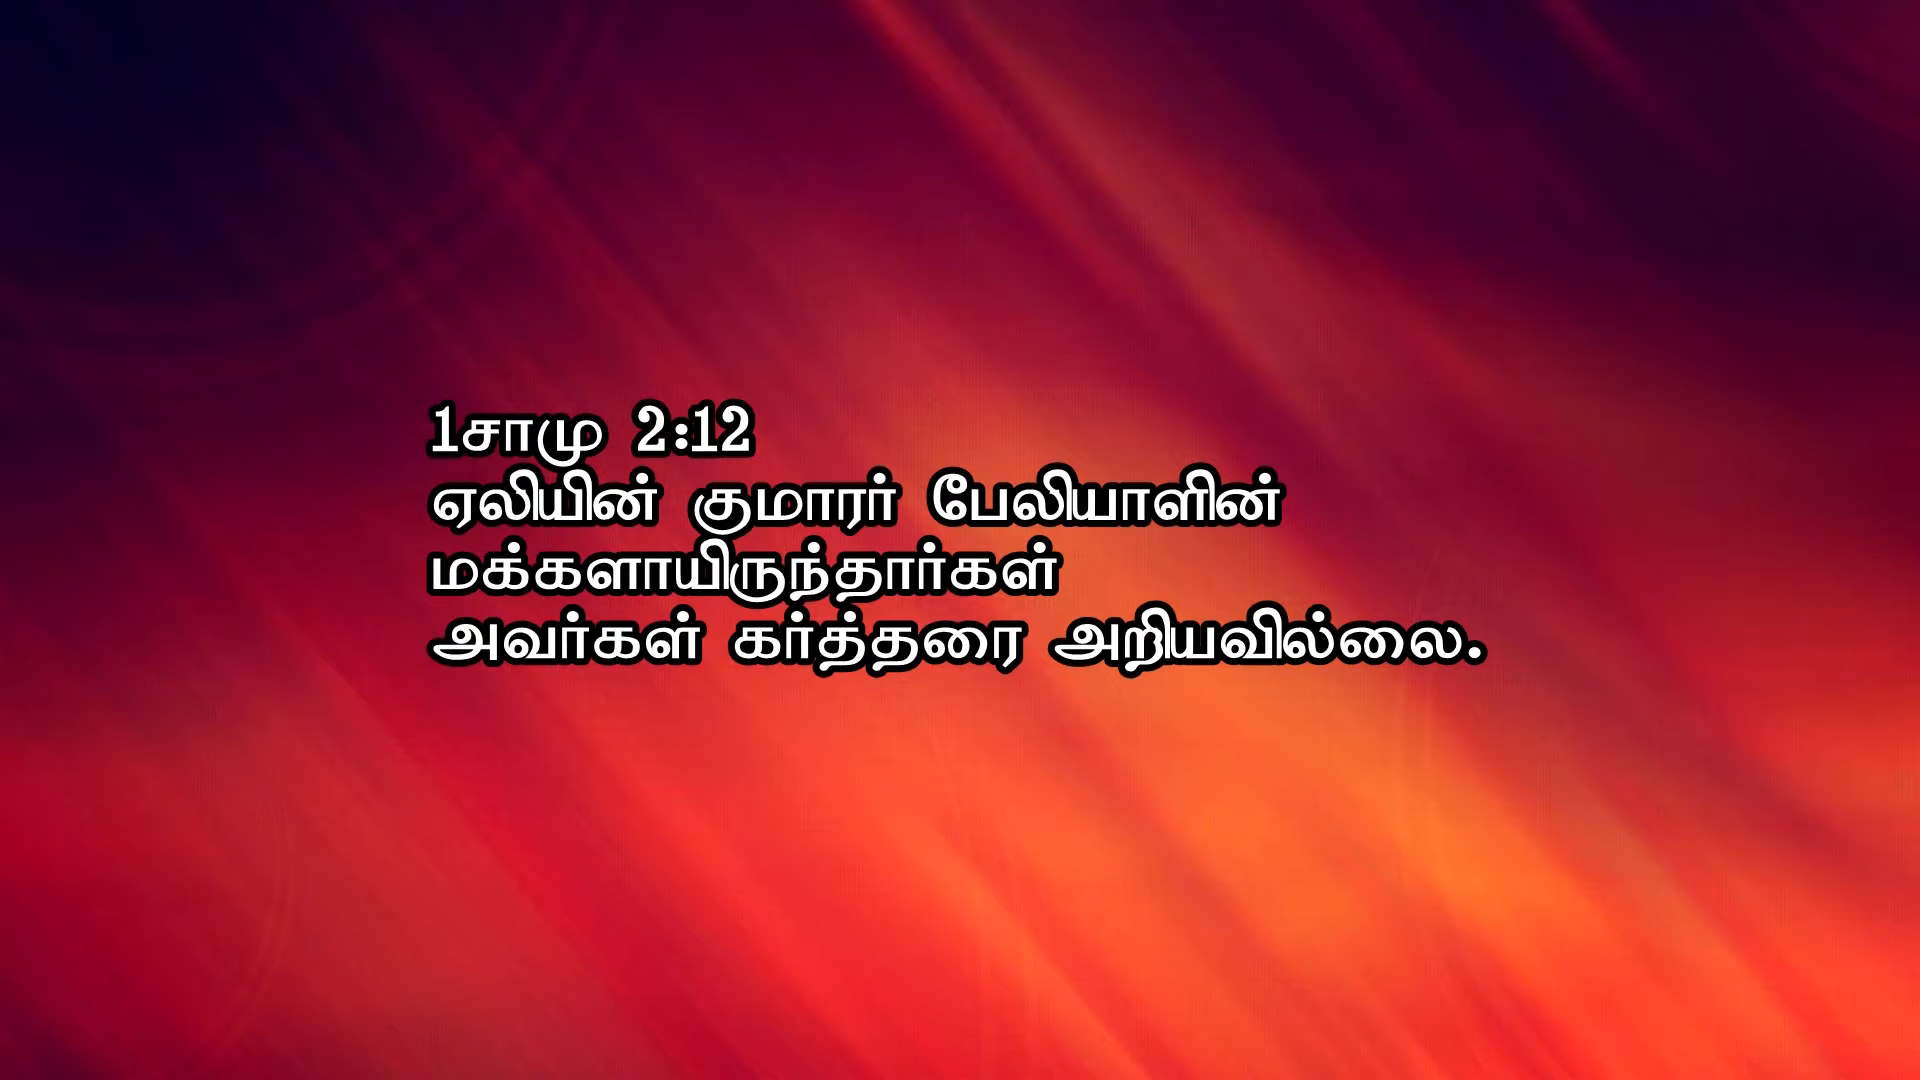 1சாமு 2:12
ஏலியின் குமாரர் பேலியாளின்
மக்களாயிருந்தார்கள்
அவர்கள் கர்த்தரை அறியவில்லை.